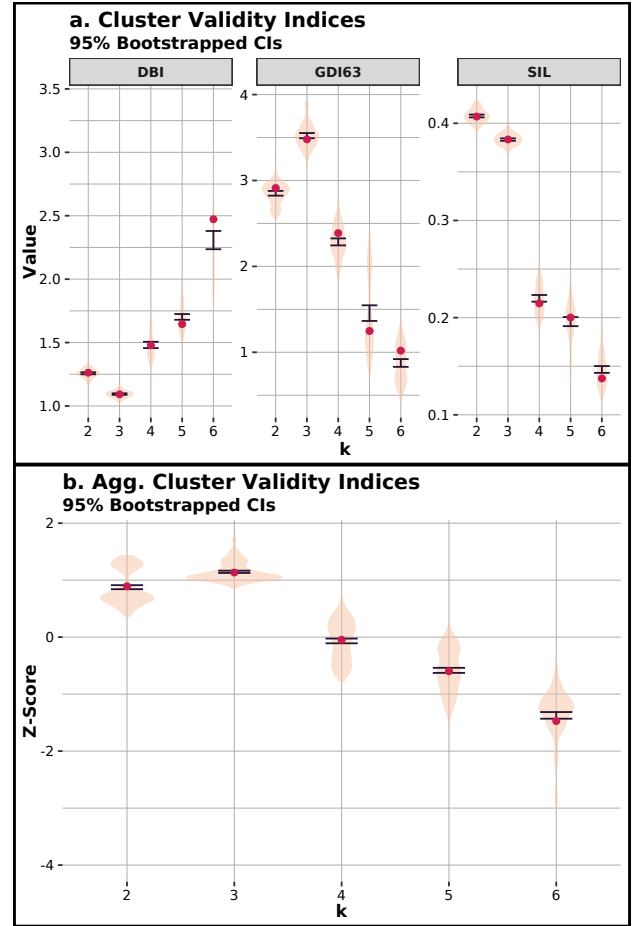 a. Cluster Validity Indices
95% Bootstrapped CIs
DBI
GDI63
SIL
Value
3.5
3.0
2.5
2.0
1.5
1.0
4
3
2
1
0.4
0.3
0.2
0.1
2 3 4 5 6
2 3 4 5 6
2 3 4 5 6
k
b. Agg. Cluster Validity Indices
95% Bootstrapped CIs
Z-Score
2
0
-2
-4
2 3 4 5 6
k